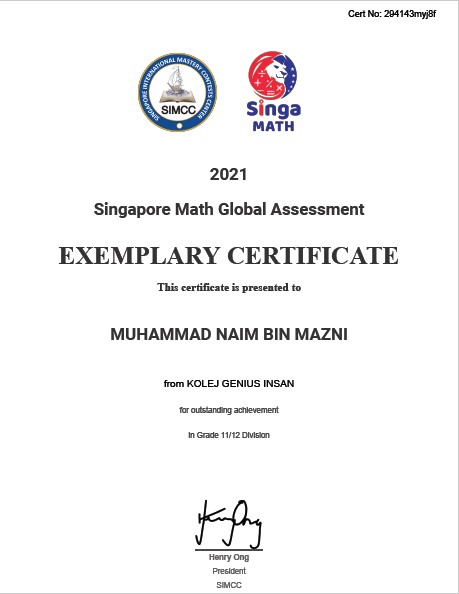 Cert No: 294143myj8f
SINGAPORE INTERNATIONAL MASTERY CONTESTS CENTER
SIMCC
Singa
MATH
2021
Singapore Math Global Assessment
EXEMPLARY CERTIFICATE
This certificate is presented to
MUHAMMAD NAIM BIN MAZNI
from KOLEJ GENIUS INSAN
for outstanding achievement
in Grade 11/12 Division
Henry Ong
Henry Ong
President
SIMCC